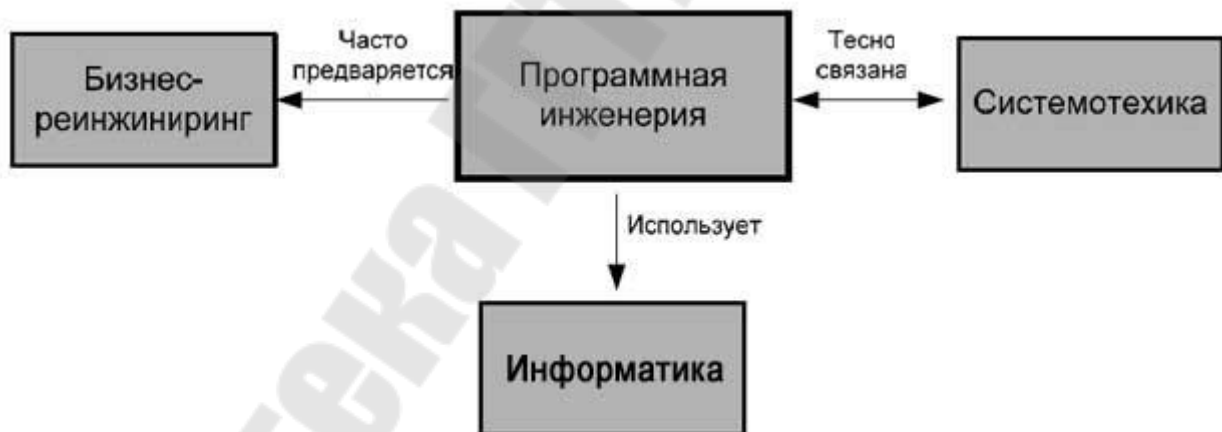 Часто
предваряется
Бизнес-
реинжиниринг
Программная
инженерия
Тесно
связана
Системотехика
Использует
Информатика